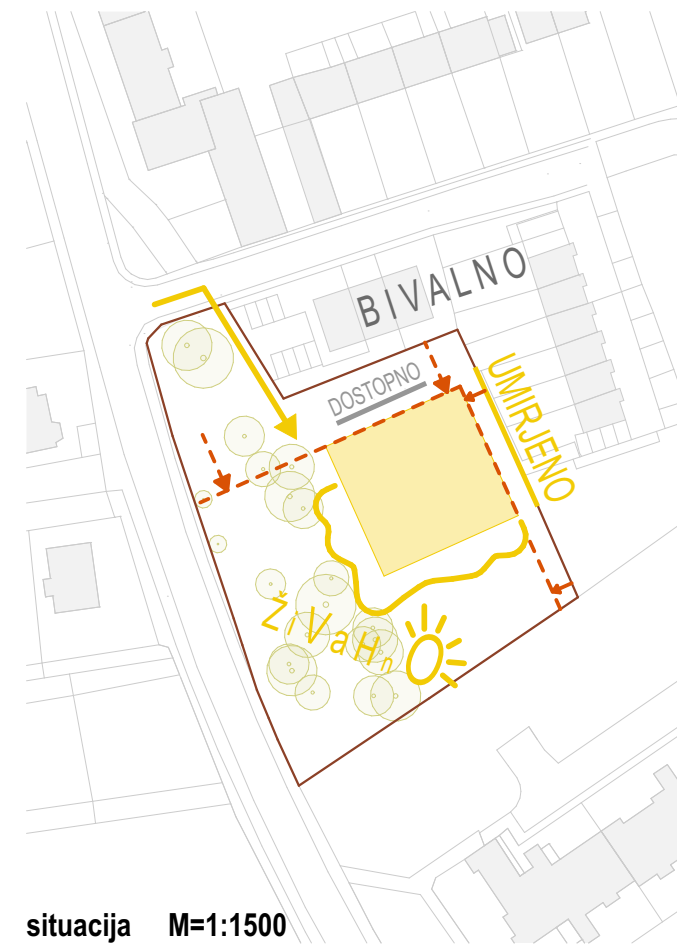 BIVALNO
DOSTOPNO
UMIRJENO
ŽiVaHn
situacija M=1:1500